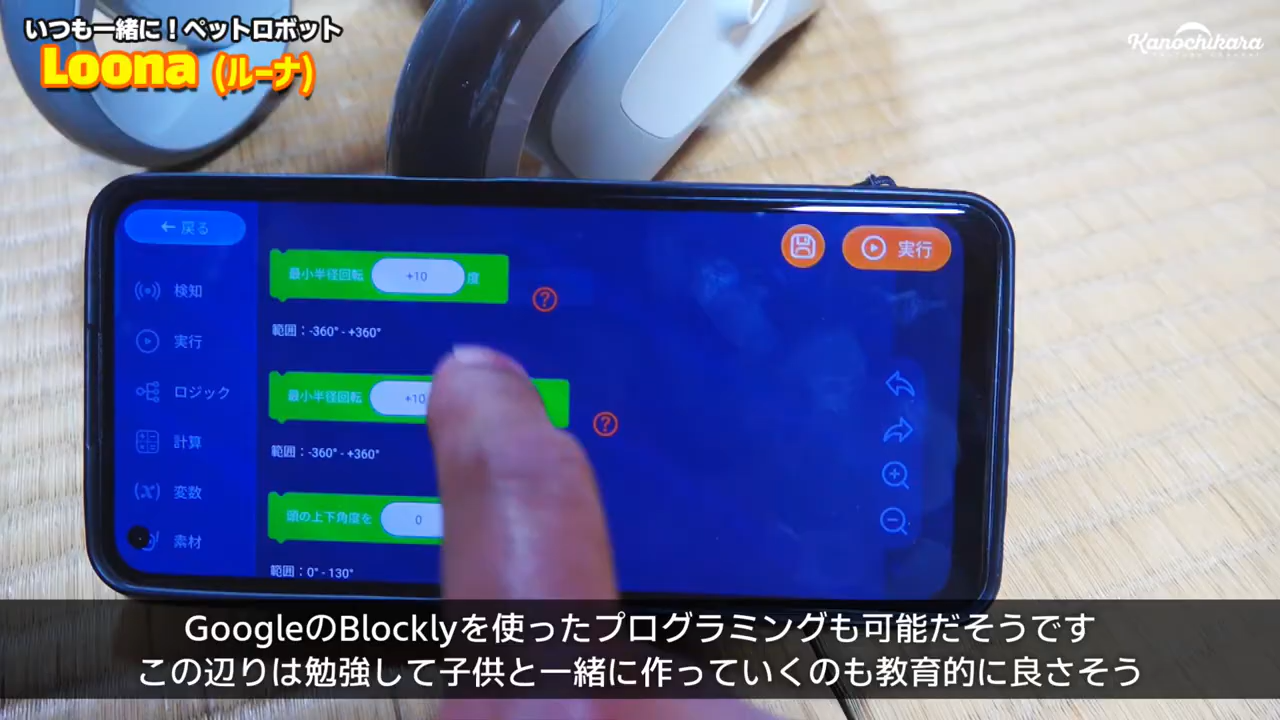 いつも一緒に！ペットロボット
Loona (ルーナ)
Kanochikara
← 戻る
検知
実行
ロジック
計算
変数
素材
最小半径回転 +10 度
範囲：-360° - +360°
最小半径回転 +10
範囲：-360° - +360°
頭の上下角度を 0
範囲：0° - 130°
実行
GoogleのBlocklyを使ったプログラミングも可能だそうです
この辺りは勉強して子供と一緒に作っていくのも教育的に良さそう